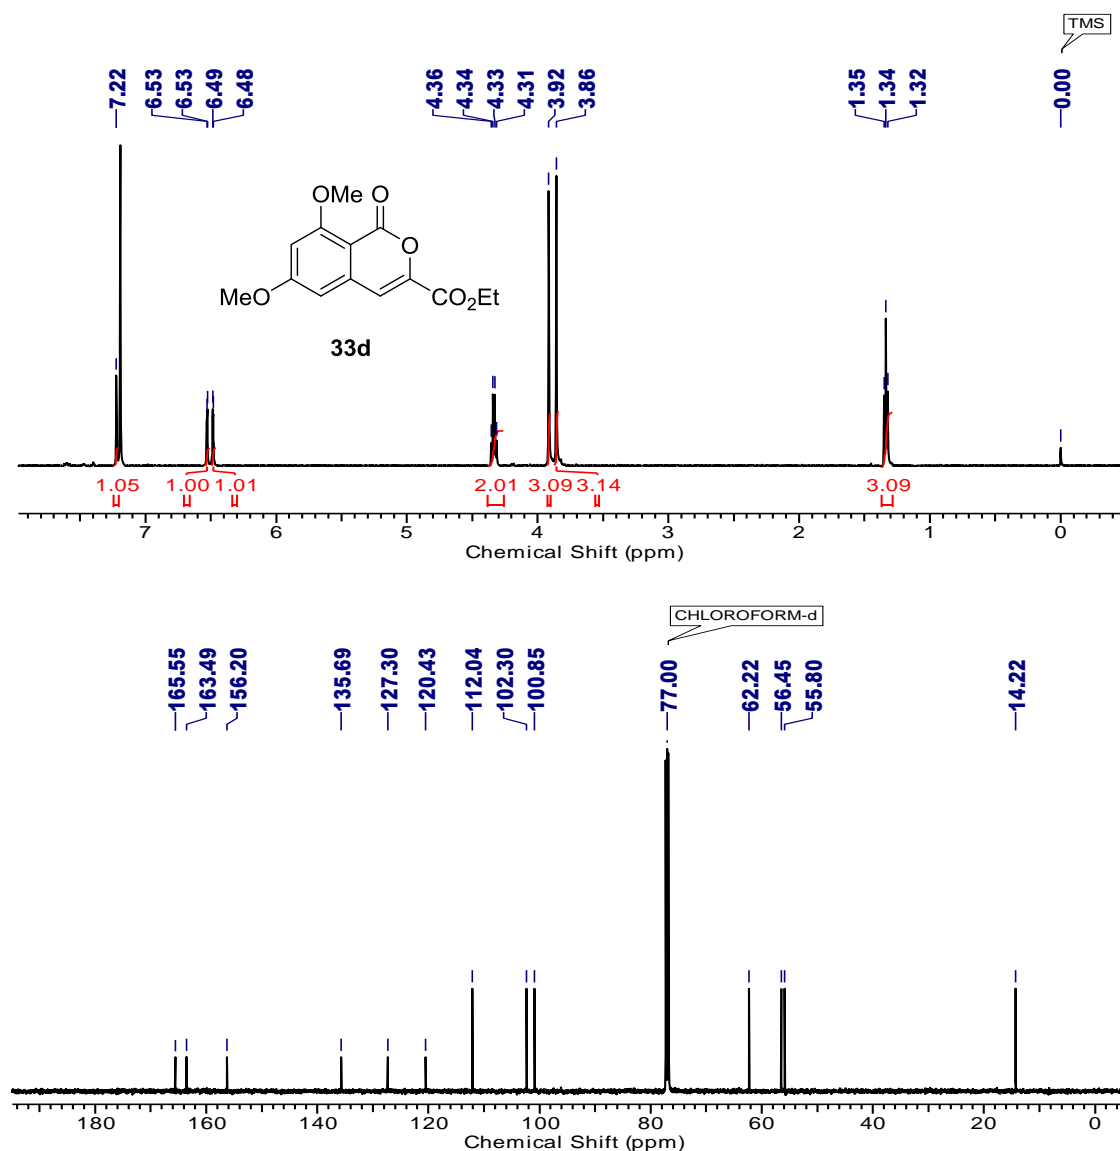 TMS
7.22
6.53
6.53
6.49
6.48
4.36
4.34
4.33
4.31
3.92
3.86
1.35
1.34
1.32
0.00
OMe O
O
MeO
CO2Et
33d
1.05 1.00 1.01 2.01 3.09 3.14 3.09
7 6 5 4 3 2 1 0
Chemical Shift (ppm)
CHLOROFORM-d
165.55
163.49
156.20
135.69
127.30
120.43
112.04
102.30
100.85
77.00
62.22
56.45
55.80
14.22
180 160 140 120 100 80 60 40 20 0
Chemical Shift (ppm)